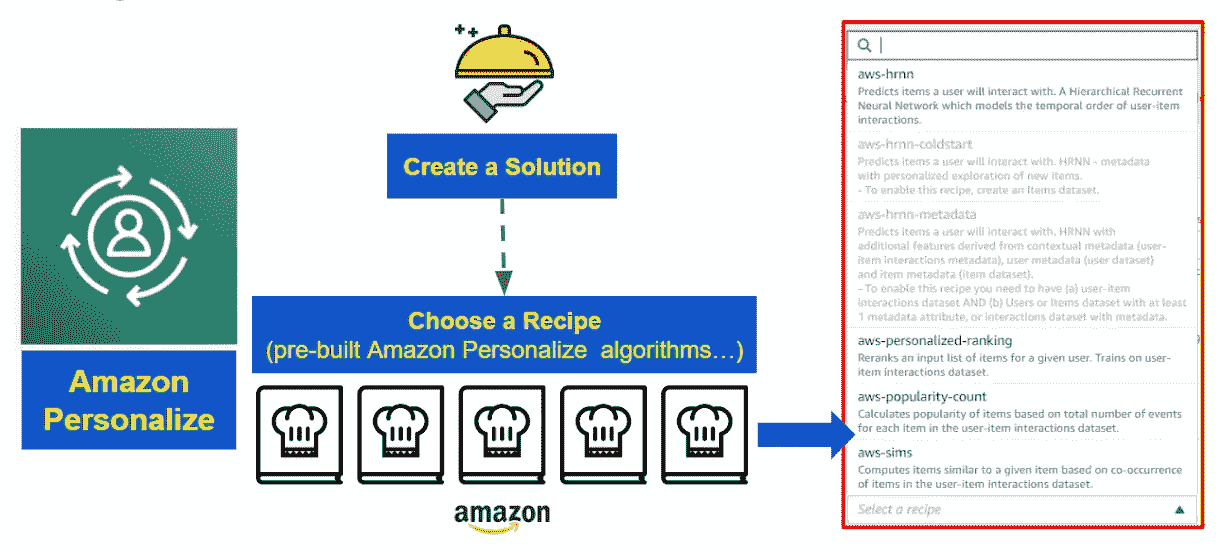 Create a Solution
Amazon
Personalize
Choose a Recipe
(pre-built Amazon Personalize algorithms...)
amazon
aws-hrnn
Predicts items a user will interact with. A Hierarchical Recurrent
Neural Network which models the temporal order of user-item
interactions.
aws-hrnn-coldstart
Predicts items a user will interact with. HRNN - metadata
with personalized exploration of new items.
- To enable this recipe, create an Items dataset.
aws-hrnn-metadata
Predicts items a user will interact with. HRNN with
additional features derived from contextual metadata (user-
item interactions metadata), user metadata (user dataset)
and item metadata (item dataset).
- To enable this recipe you need to have (a) user-item
interactions dataset AND (b) Users or Items dataset with at least
1 metadata attribute, or interactions dataset with metadata.
aws-personalized-ranking
Reranks an input list of items for a given user. Trains on user-
item interactions dataset.
aws-popularity-count
Calculates popularity of items based on total number of events
for each item in the user-item interactions dataset.
aws-sims
Computes items similar to a given item based on co-occurrence
of items in the user-item interactions dataset.
Select a recipe